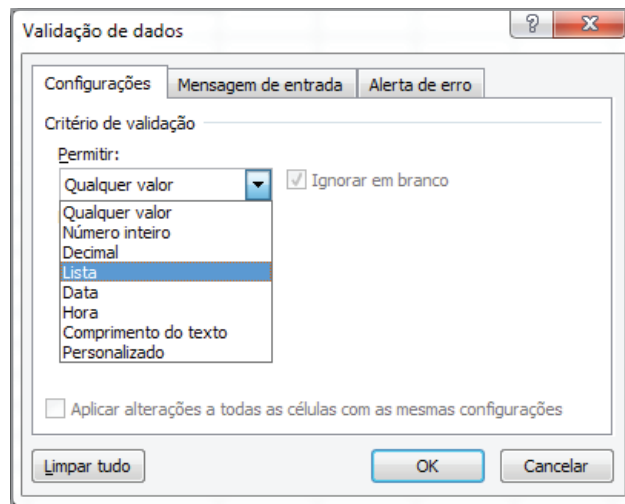 Validação de dados
Configurações Mensagem de entrada Alerta de erro
Critério de validação
Permitir:
Qualquer valor Ignorar em branco
Qualquer valor
Número inteiro
Decimal
Lista
Data
Hora
Comprimento do texto
Personalizado
Aplicar alterações a todas as células com as mesmas configurações
Limpar tudo OK Cancelar